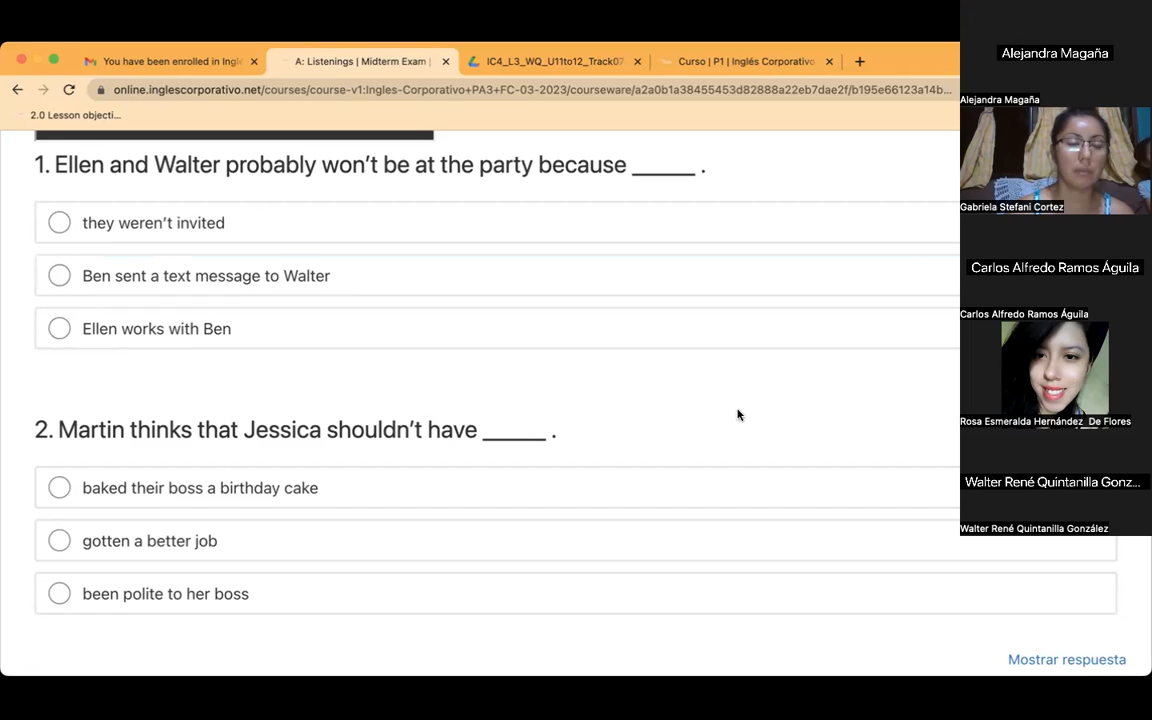 You have been enrolled in Inglé
A: Listenings | Midterm Exam |
IC4_L3_WQ_U11to12_Track07
Curso | P1 | Inglés Corporativo
online.inglescorporativo.net/courses/course-v1:Ingles-Corporativo+PA3+FC-03-2023/courseware/a2a0b1a38455453d82888a22eb7dae2f/b195e66123a14b...
2.0 Lesson objecti...
1. Ellen and Walter probably won't be at the party because ______ .
they weren't invited
Ben sent a text message to Walter
Ellen works with Ben
2. Martin thinks that Jessica shouldn't have ______ .
baked their boss a birthday cake
gotten a better job
been polite to her boss
Mostrar respuesta
Alejandra Magaña
Alejandra Magaña
Gabriela Stefani Cortez
Carlos Alfredo Ramos Águila
Carlos Alfredo Ramos Águila
Rosa Esmeralda Hernández De Flores
Walter René Quintanilla Gonz...
Walter René Quintanilla González